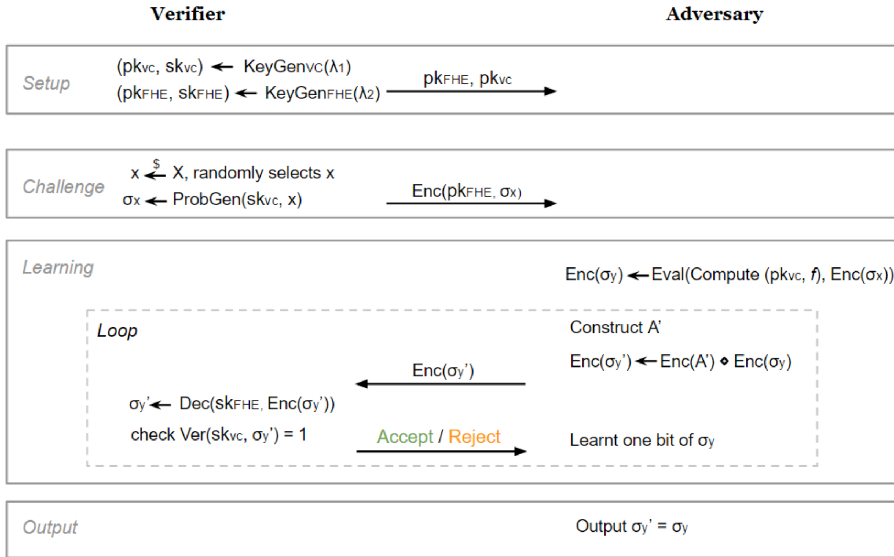 Verifier Adversary
Setup
(pkVC, skVC) ← KeyGenVC(λ1)
(pkFHE, skFHE) ← KeyGenFHE(λ2)
pkFHE, pkVC
Challenge
x ←$ X, randomly selects x
σx ← ProbGen(skVC, x)
Enc(pkFHE, σx)
Learning
Enc(σy) ← Eval(Compute (pkVC, f), Enc(σx))
Loop
Construct A'
Enc(σy') ← Enc(A') ⋄ Enc(σy)
Enc(σy')
σy' ← Dec(skFHE, Enc(σy'))
check Ver(skVC, σy') = 1
Accept / Reject
Learnt one bit of σy
Output
Output σy' = σy